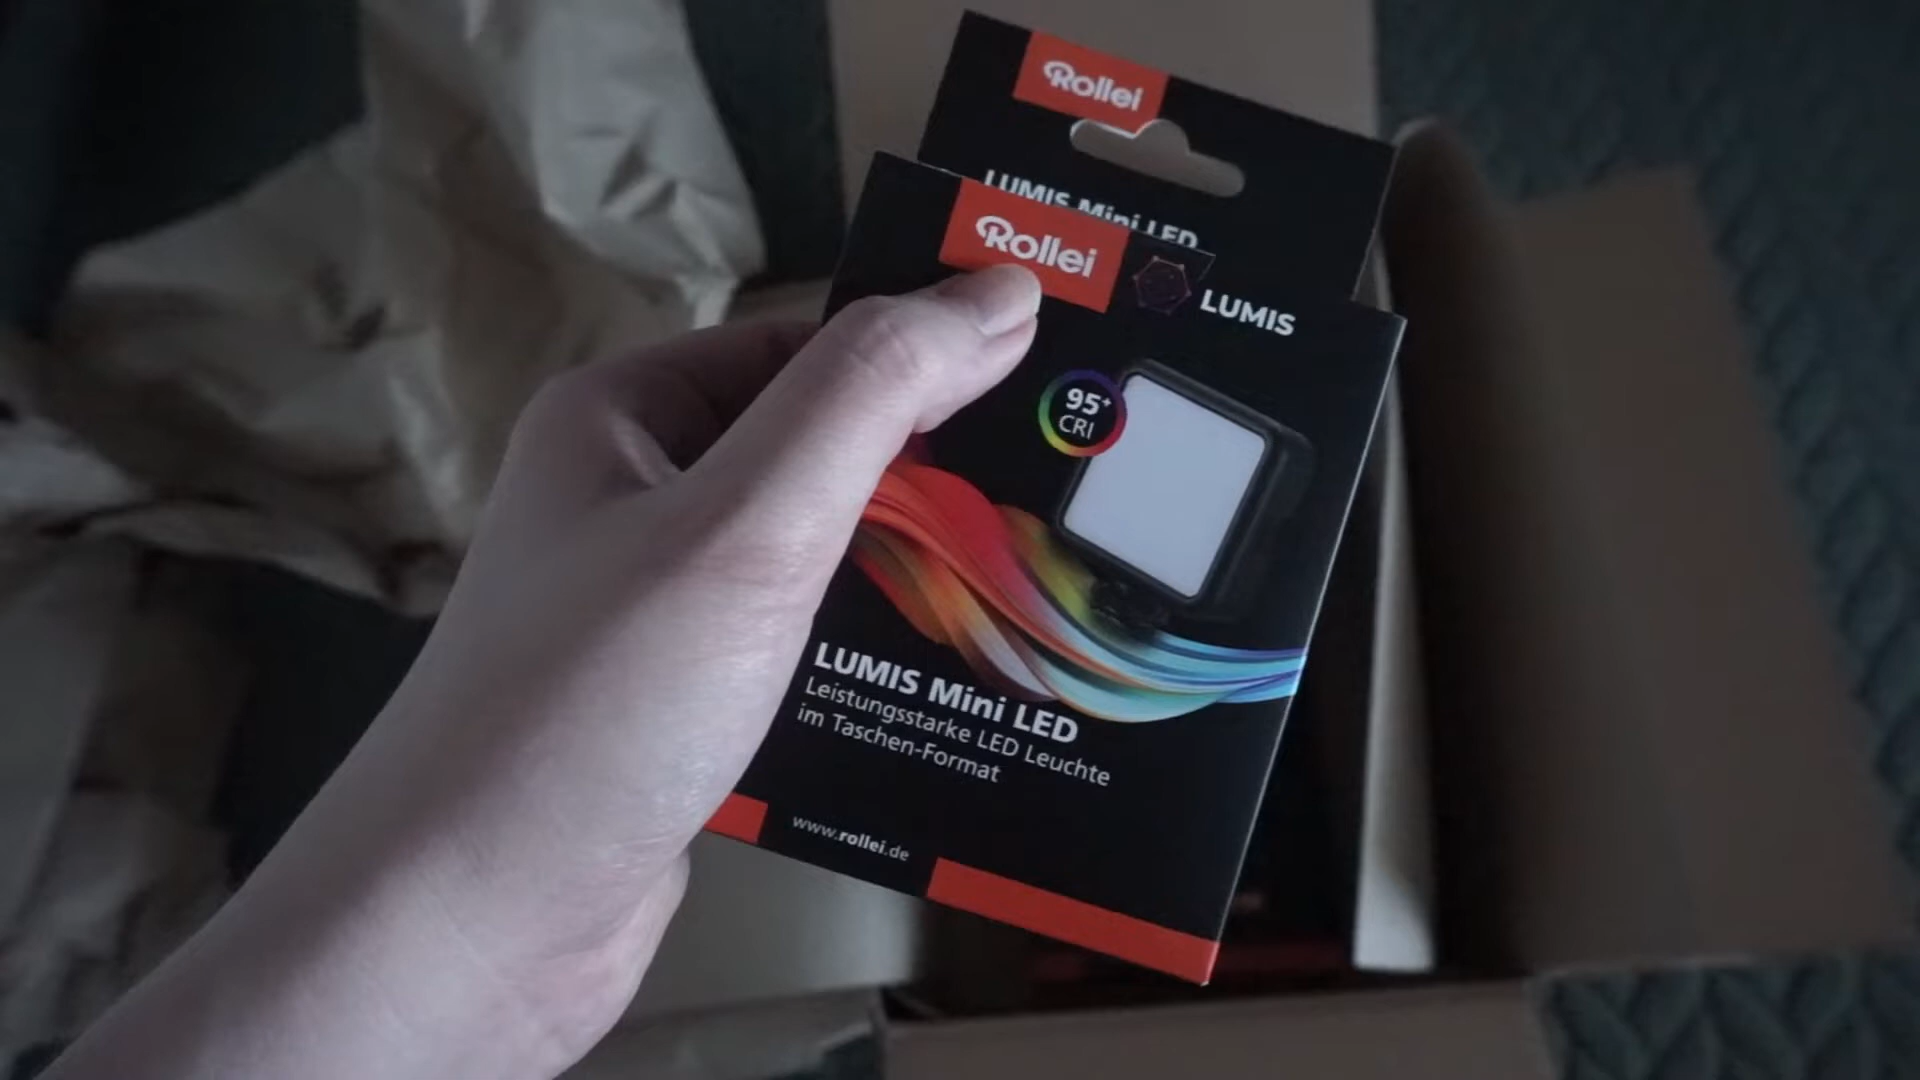 Rollei
LUMIS Mini LED
Rollei
LUMIS
95+
CRI
LUMIS Mini LED
Leistungsstarke LED Leuchte
im Taschen-Format
www.rollei.de